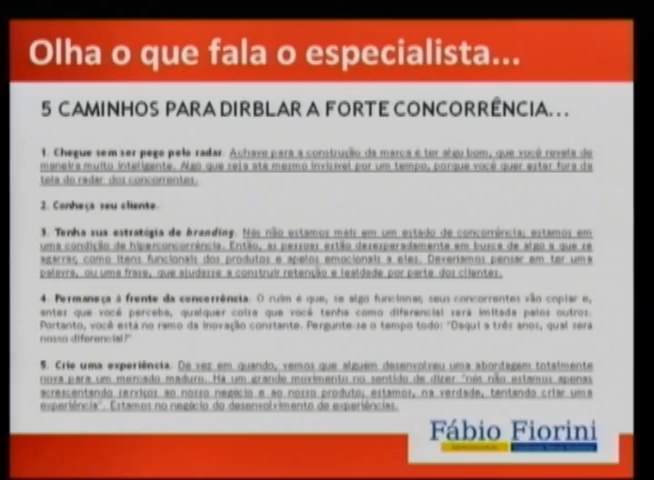 Olha o que fala o especialista...
5 CAMINHOS PARA DIRBLAR A FORTE CONCORRÊNCIA...
1. Chegue sem ser pego pelo radar. A chave para a construção da marca é ter algo bom, que você revela de
maneira muito inteligente. Algo que seja até mesmo invisível por um tempo, porque você quer estar fora da
tela do radar dos concorrentes.
2. Conheça seu cliente.
3. Tenha sua estratégia de branding. Nós não estamos mais em um estado de concorrência; estamos em
uma condição de hiperconcorrência. Então, as pessoas estão desesperadamente em busca de algo a que se
agarrar, como itens funcionais dos produtos e apelos emocionais a eles. Deveríamos pensar em ter uma
palavra, ou uma frase, que ajudasse a construir retenção e lealdade por parte dos clientes.
4. Permaneça à frente da concorrência. O ruim é que, se algo funcionar, seus concorrentes vão copiar e,
antes que você perceba, qualquer coisa que você tenha como diferencial será imitada pelos outros.
Portanto, você está no ramo da inovação constante. Pergunte-se o tempo todo: "Daqui a três anos, qual será
nosso diferencial?"
5. Crie uma experiência. De vez em quando, vemos que alguém desenvolveu uma abordagem totalmente
nova para um mercado maduro. Há um grande movimento no sentido de dizer "nós não estamos apenas
acrescentando serviços ao nosso negócio e ao nosso produto; estamos, na verdade, tentando criar uma
experiência". Estamos no negócio do desenvolvimento de experiências.
Fábio Fiorini